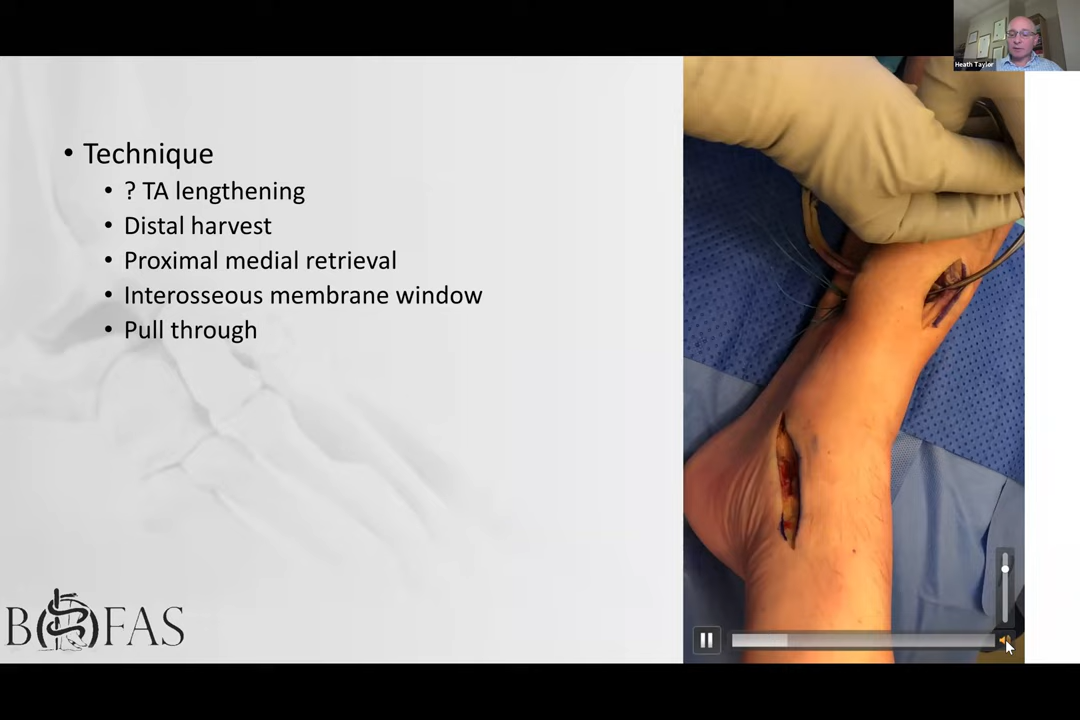 Heath Taylor
• Technique
• ? TA lengthening
• Distal harvest
• Proximal medial retrieval
• Interosseous membrane window
• Pull through
BOFAS